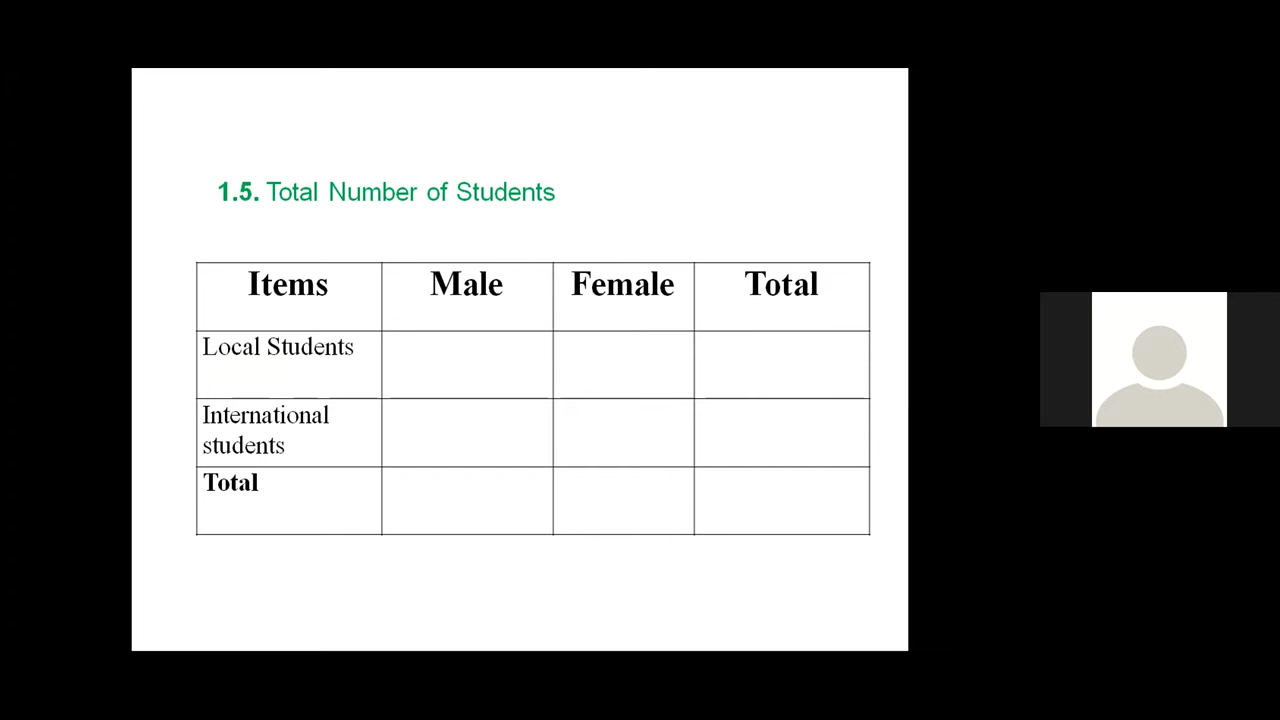 1.5. Total Number of Students
Items Male Female Total
Local Students
International
students
Total